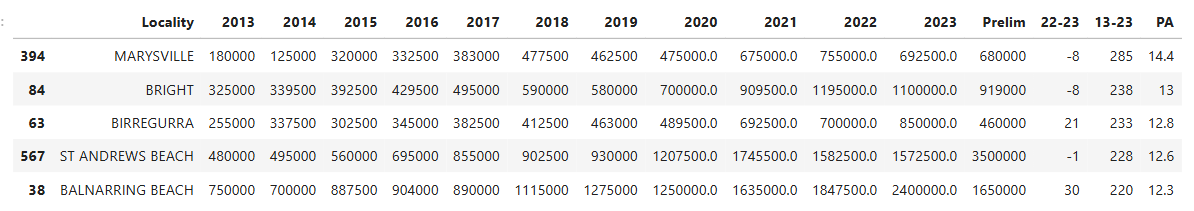 Locality 2013 2014 2015 2016 2017 2018 2019 2020 2021 2022 2023 Prelim 22-23 13-23 PA
394 MARYSVILLE 180000 125000 320000 332500 383000 477500 462500 475000.0 675000.0 755000.0 692500.0 680000 -8 285 14.4
84 BRIGHT 325000 339500 392500 429500 495000 590000 580000 700000.0 909500.0 1195000.0 1100000.0 919000 -8 238 13
63 BIRREGURRA 255000 337500 302500 345000 382500 412500 463000 489500.0 692500.0 700000.0 850000.0 460000 21 233 12.8
567 ST ANDREWS BEACH 480000 495000 560000 695000 855000 902500 930000 1207500.0 1745500.0 1582500.0 1572500.0 3500000 -1 228 12.6
38 BALNARRING BEACH 750000 700000 887500 904000 890000 1115000 1275000 1250000.0 1635000.0 1847500.0 2400000.0 1650000 30 220 12.3